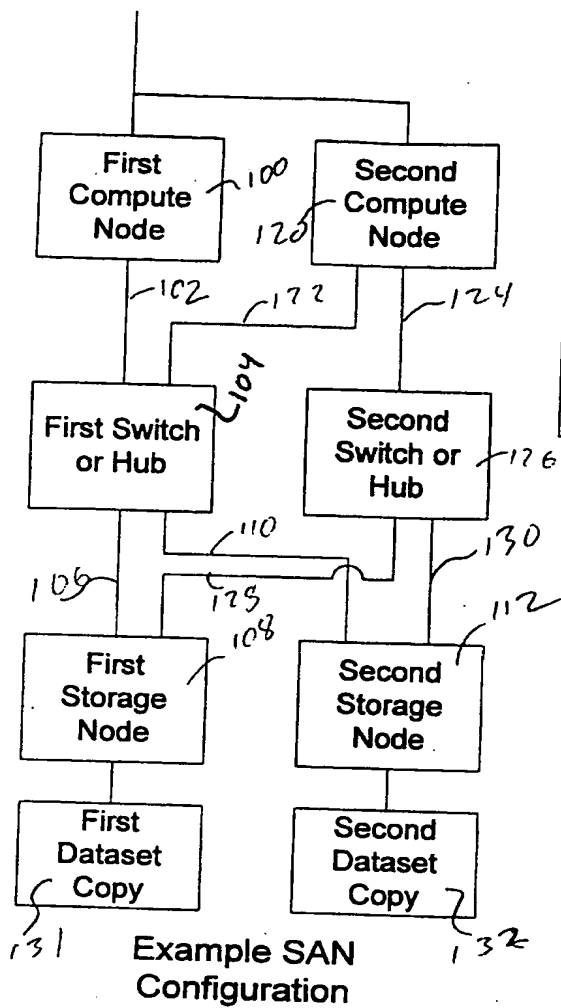 First
Compute
Node
100
Second
Compute
Node
120
102
122
124
104
First Switch
or Hub
Second
Switch or
Hub
126
110
130
106
128
108
112
First
Storage
Node
Second
Storage
Node
First
Dataset
Copy
Second
Dataset
Copy
131
132
Example SAN
Configuration